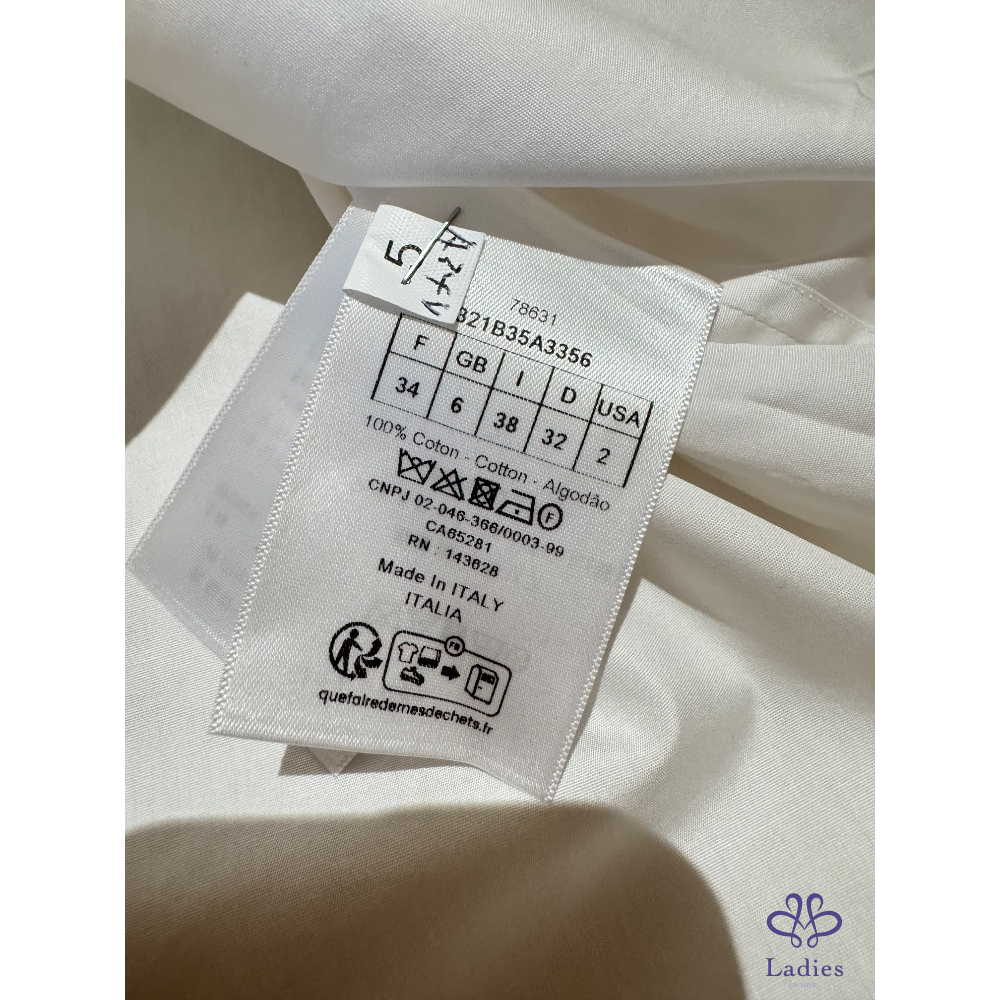 5
78631
321B35A3356
F GB I D USA
34 6 38 32 2
100% Coton - Cotton - Algodão
F
CNPJ 02-046-366/0003-99
CA65281
RN : 143628
Made In ITALY
ITALIA
FR
quefairedemesdechets.fr
Ladies